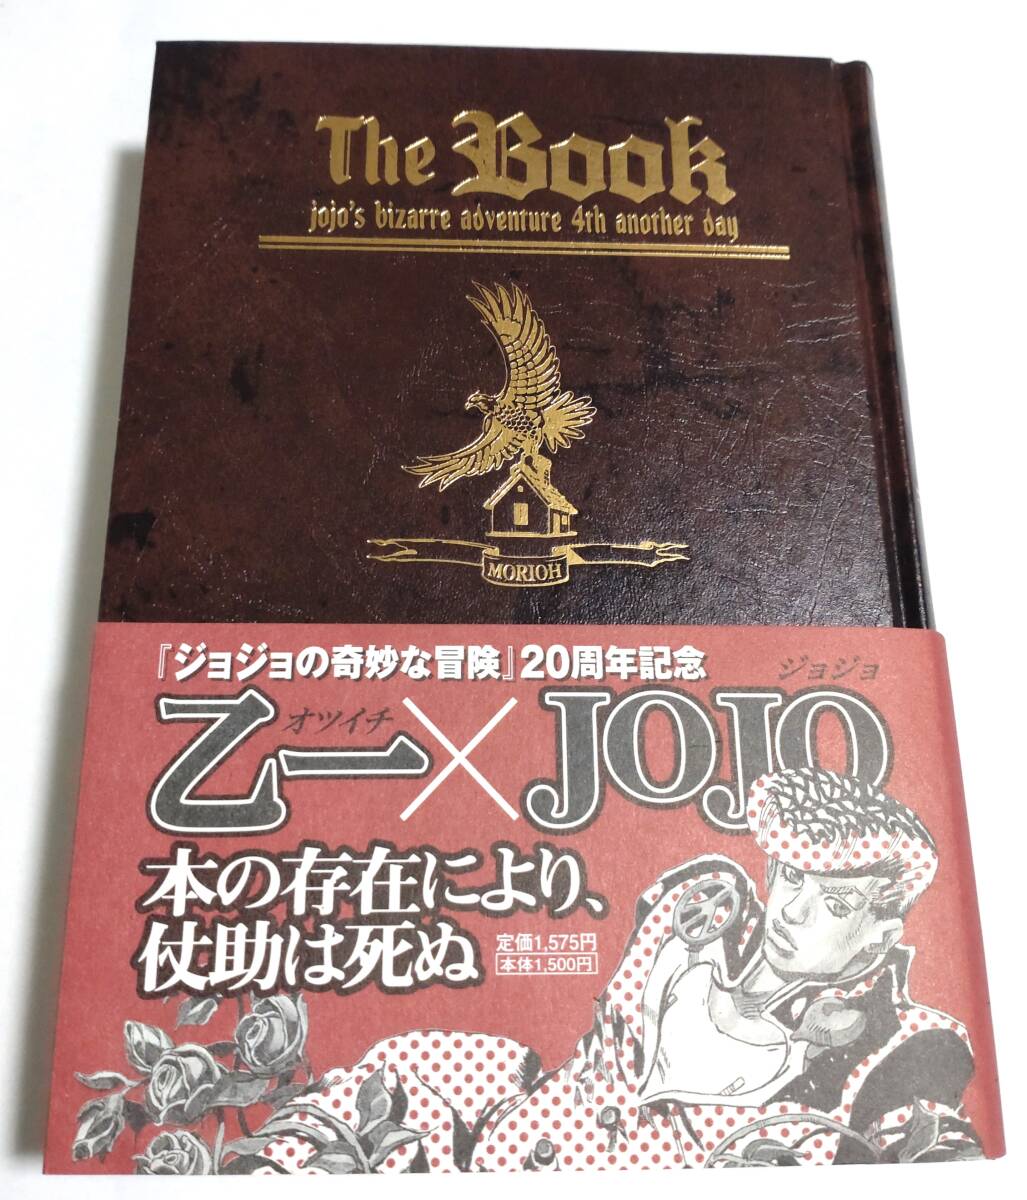 The Book
jojo's bizarre adventure 4th another day
MORIOH
『ジョジョの奇妙な冒険』20周年記念
オツイチ
ジョジョ
乙一×JOJO
本の存在により、
仗助は死ぬ
定価1,575円
本体1,500円